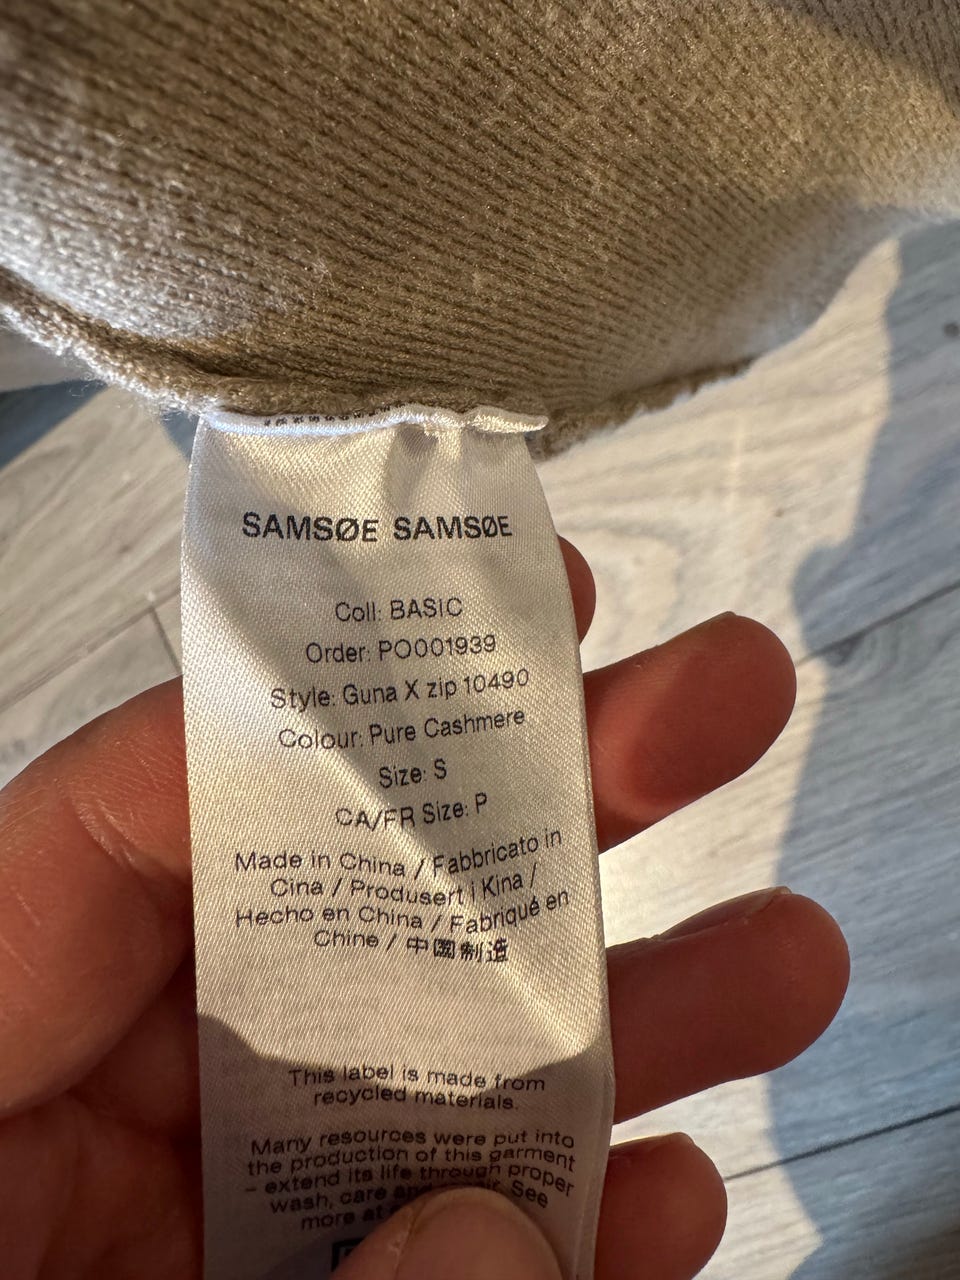 SAMSØE SAMSØE
Coll: BASIC
Order: PO001939
Style: Guna X zip 10490
Colour: Pure Cashmere
Size: S
CA/FR Size: P
Made in China / Fabbricato in
Cina / Produsert i Kina /
Hecho en China / Fabriqué en
Chine / 中國制造
This label is made from
recycled materials.
Many resources were put into
the production of this garment
– extend its life through proper
wash, care and See
more at